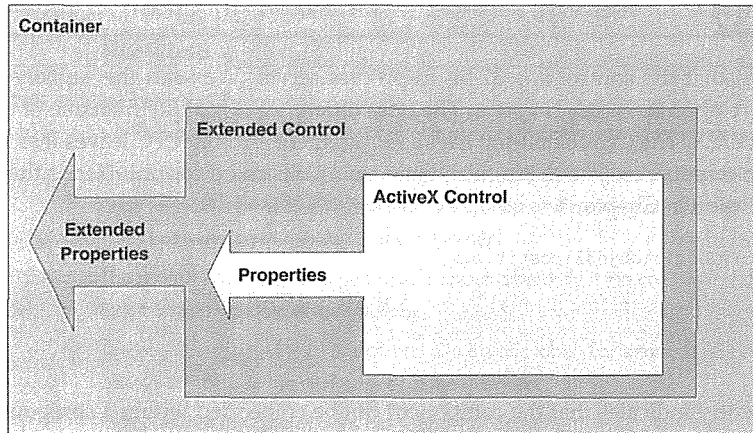 Container
Extended Control
ActiveX Control
Extended
Properties
Properties